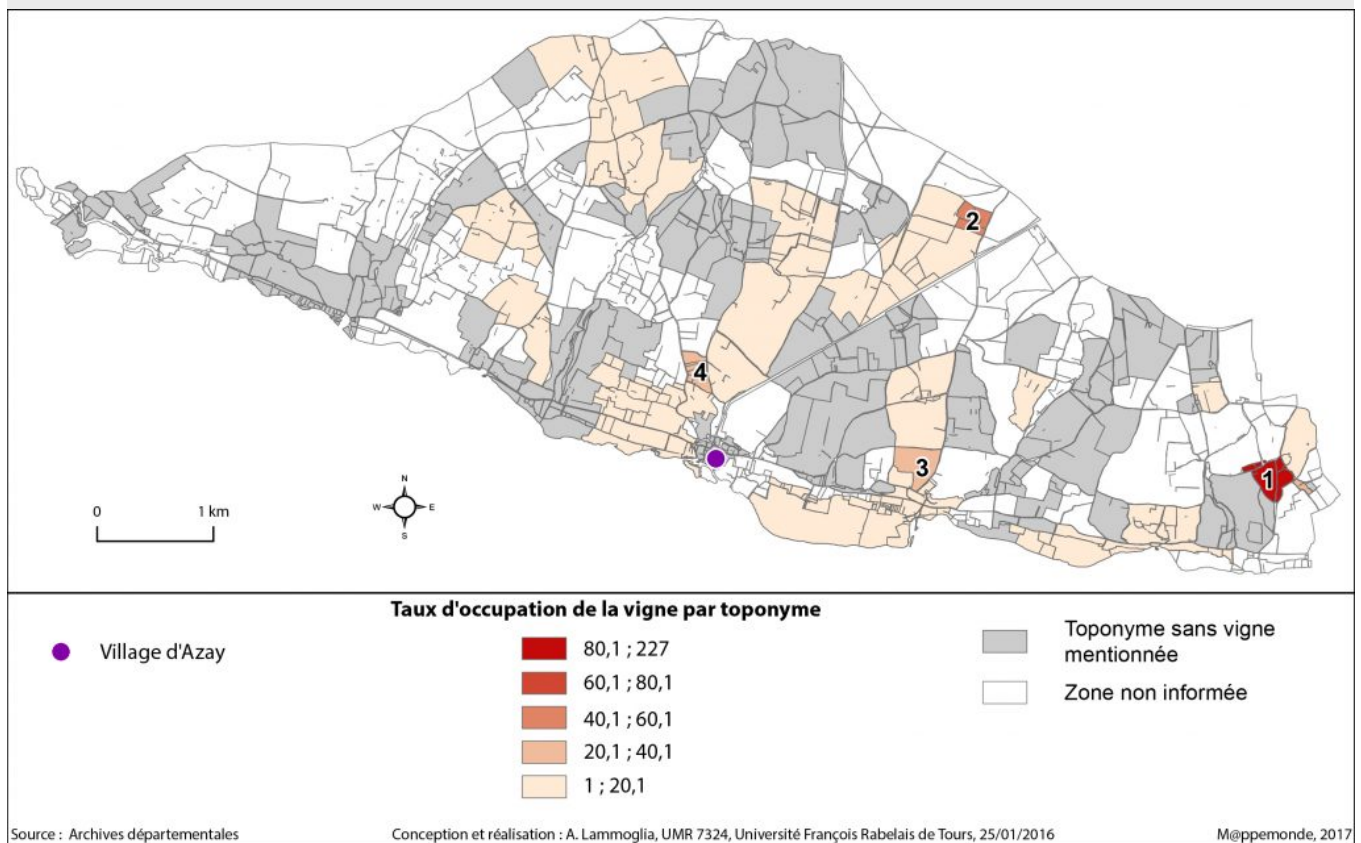 2
4
3
1
0 1 km
N
W E
S
Taux d'occupation de la vigne par toponyme
Village d'Azay
80,1 ; 227
60,1 ; 80,1
40,1 ; 60,1
20,1 ; 40,1
1 ; 20,1
Toponyme sans vigne
mentionnée
Zone non informée
Source : Archives départementales Conception et réalisation : A. Lammoglia, UMR 7324, Université François Rabelais de Tours, 25/01/2016 M@ppemonde, 2017